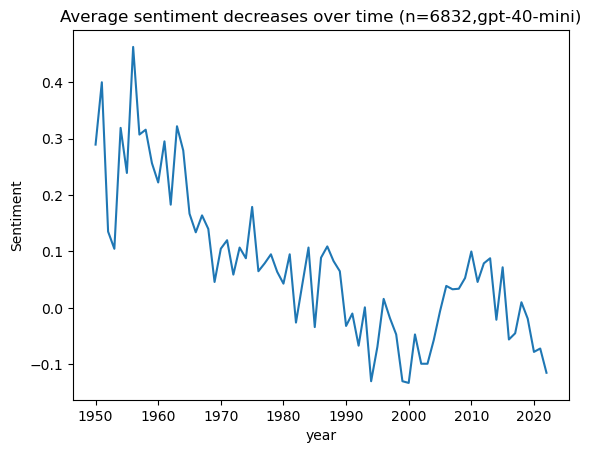 Average sentiment decreases over time (n=6832,gpt-40-mini)
Sentiment
0.4
0.3
0.2
0.1
0.0
−0.1
1950 1960 1970 1980 1990 2000 2010 2020
year